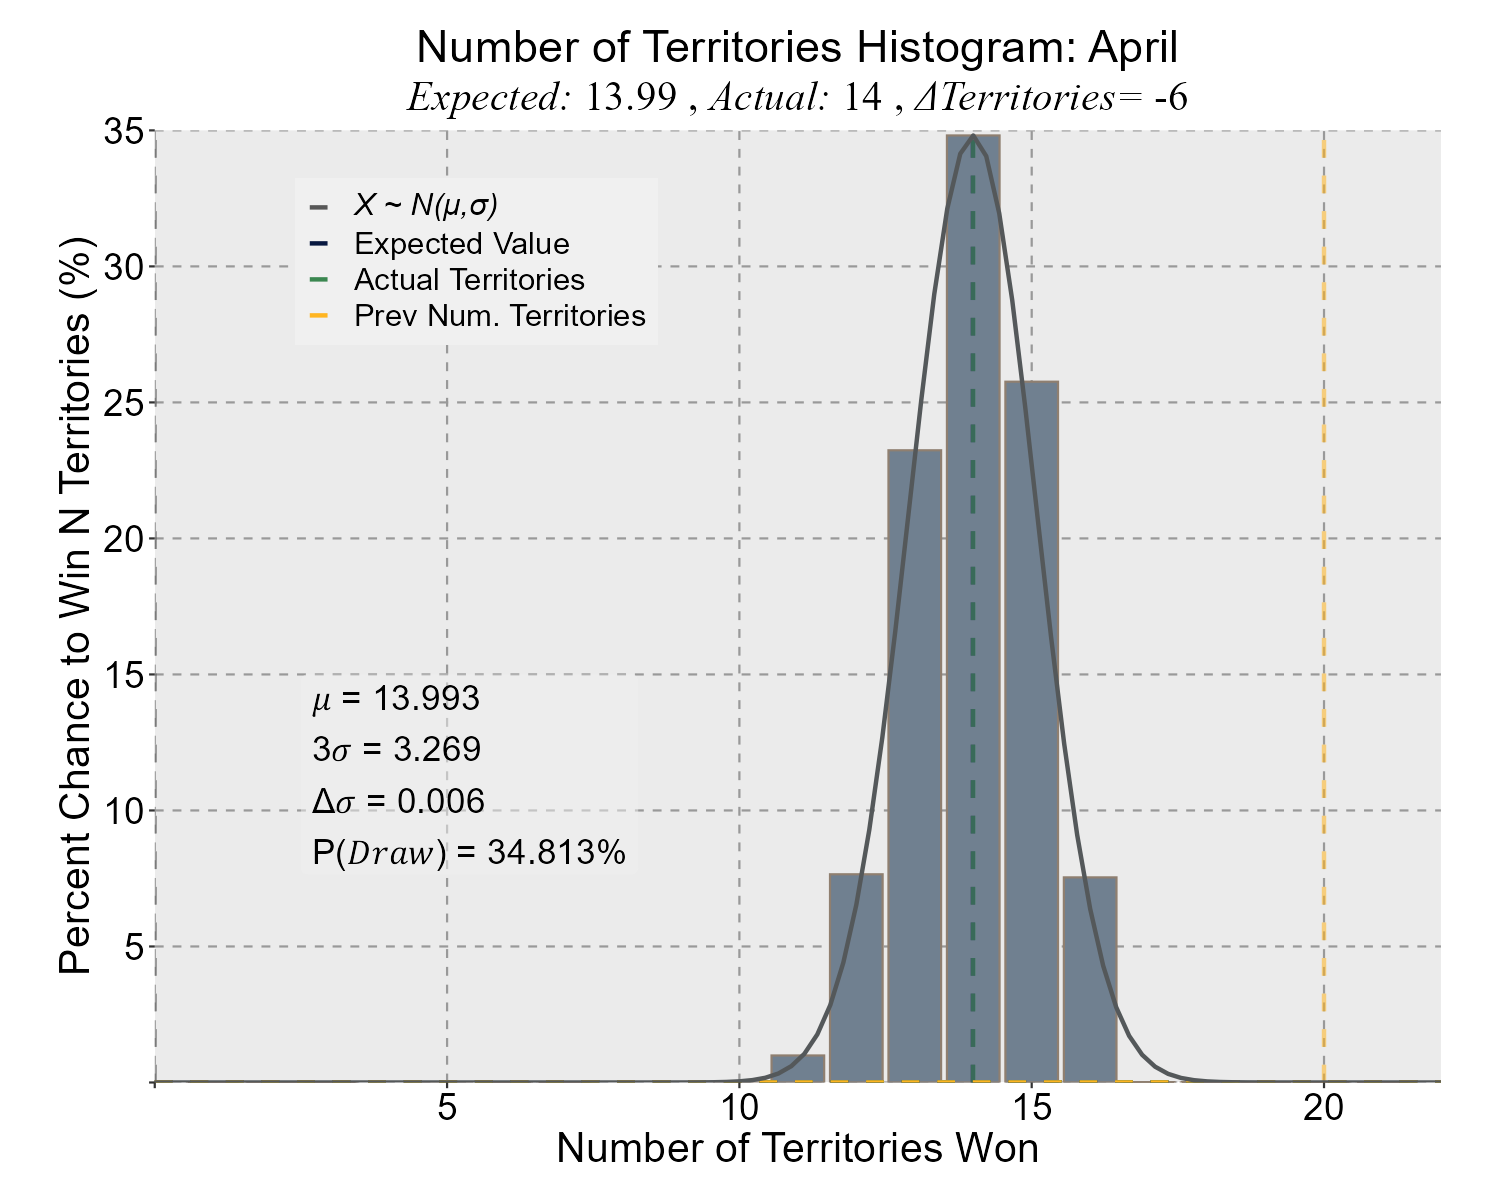 Number of Territories Histogram: April
Expected: 13.99 , Actual: 14 , ΔTerritories= -6
Percent Chance to Win N Territories (%)
35
30
25
20
15
10
5
X ~ N(μ,σ)
Expected Value
Actual Territories
Prev Num. Territories
μ = 13.993
3σ = 3.269
Δσ = 0.006
P(Draw) = 34.813%
5
10
15
20
Number of Territories Won